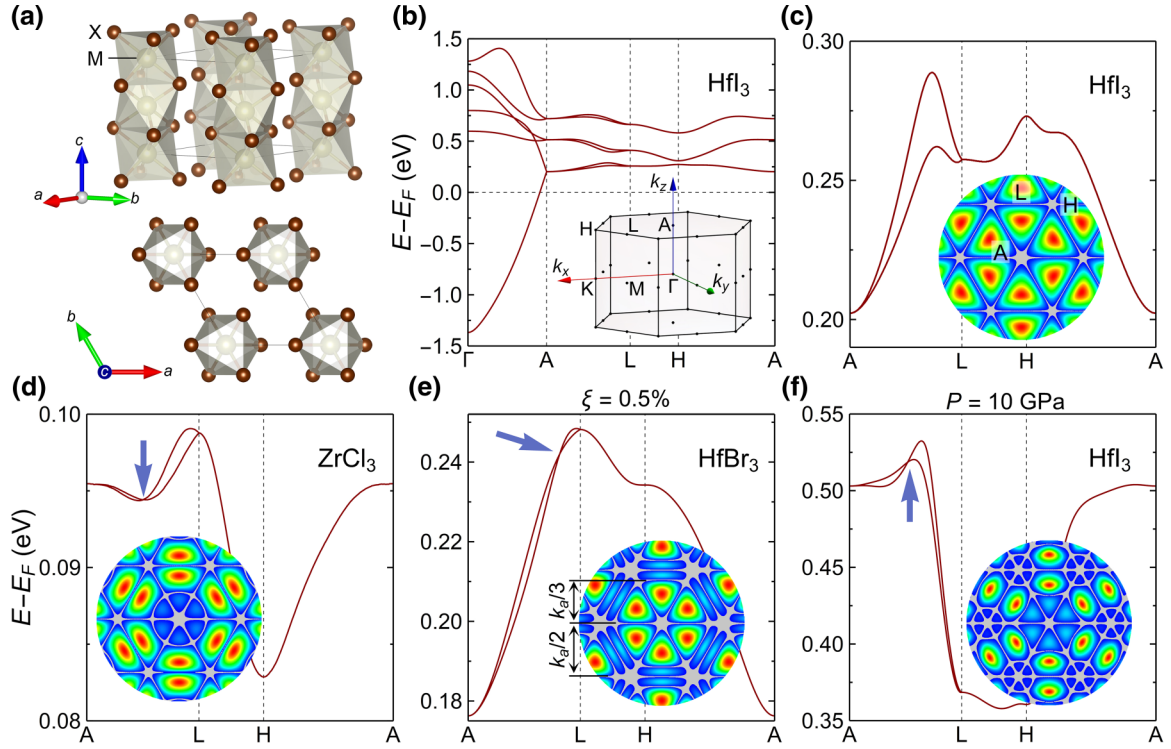 (a)
X
M
c
a
b
b
c
a
(b)
1.5
1.0
0.5
0.0
−0.5
−1.0
−1.5
E−E_F (eV)
HfI₃
k_z
H
L
A
k_x
K
M
Γ
k_y
Γ
A
L
H
A
(c)
0.30
0.25
0.20
HfI₃
L
H
A
A
L
H
A
(d)
0.10
0.09
0.08
E−E_F (eV)
ZrCl₃
A
L
H
A
(e)
ξ = 0.5%
0.24
0.22
0.20
0.18
HfBr₃
k_a/3
k_a/2
A
L
H
A
(f)
P = 10 GPa
0.55
0.50
0.45
0.40
0.35
HfI₃
A
L
H
A